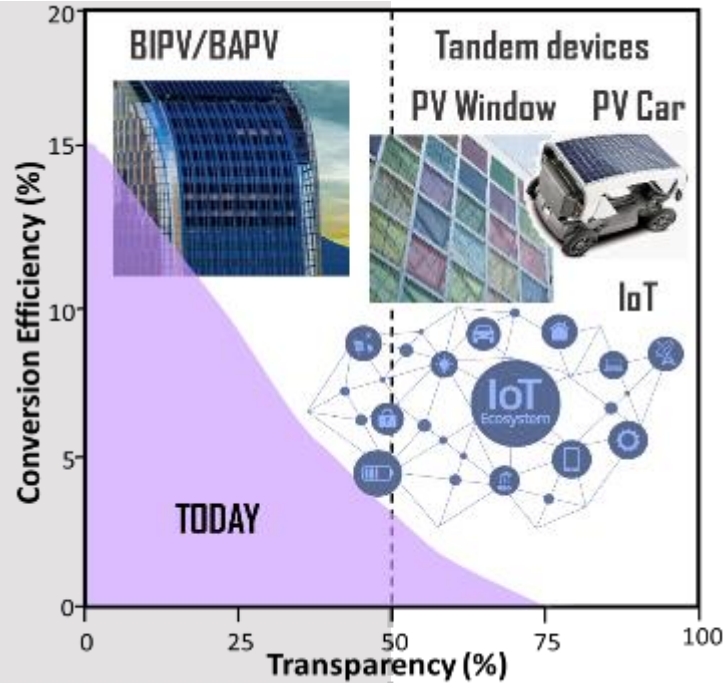 20
BIPV/BAPV
Tandem devices
PV Window
PV Car
15
Conversion Efficiency (%)
10
IoT
IoT
Ecosystem
5
TODAY
0
0
25
50
75
100
Transparency (%)